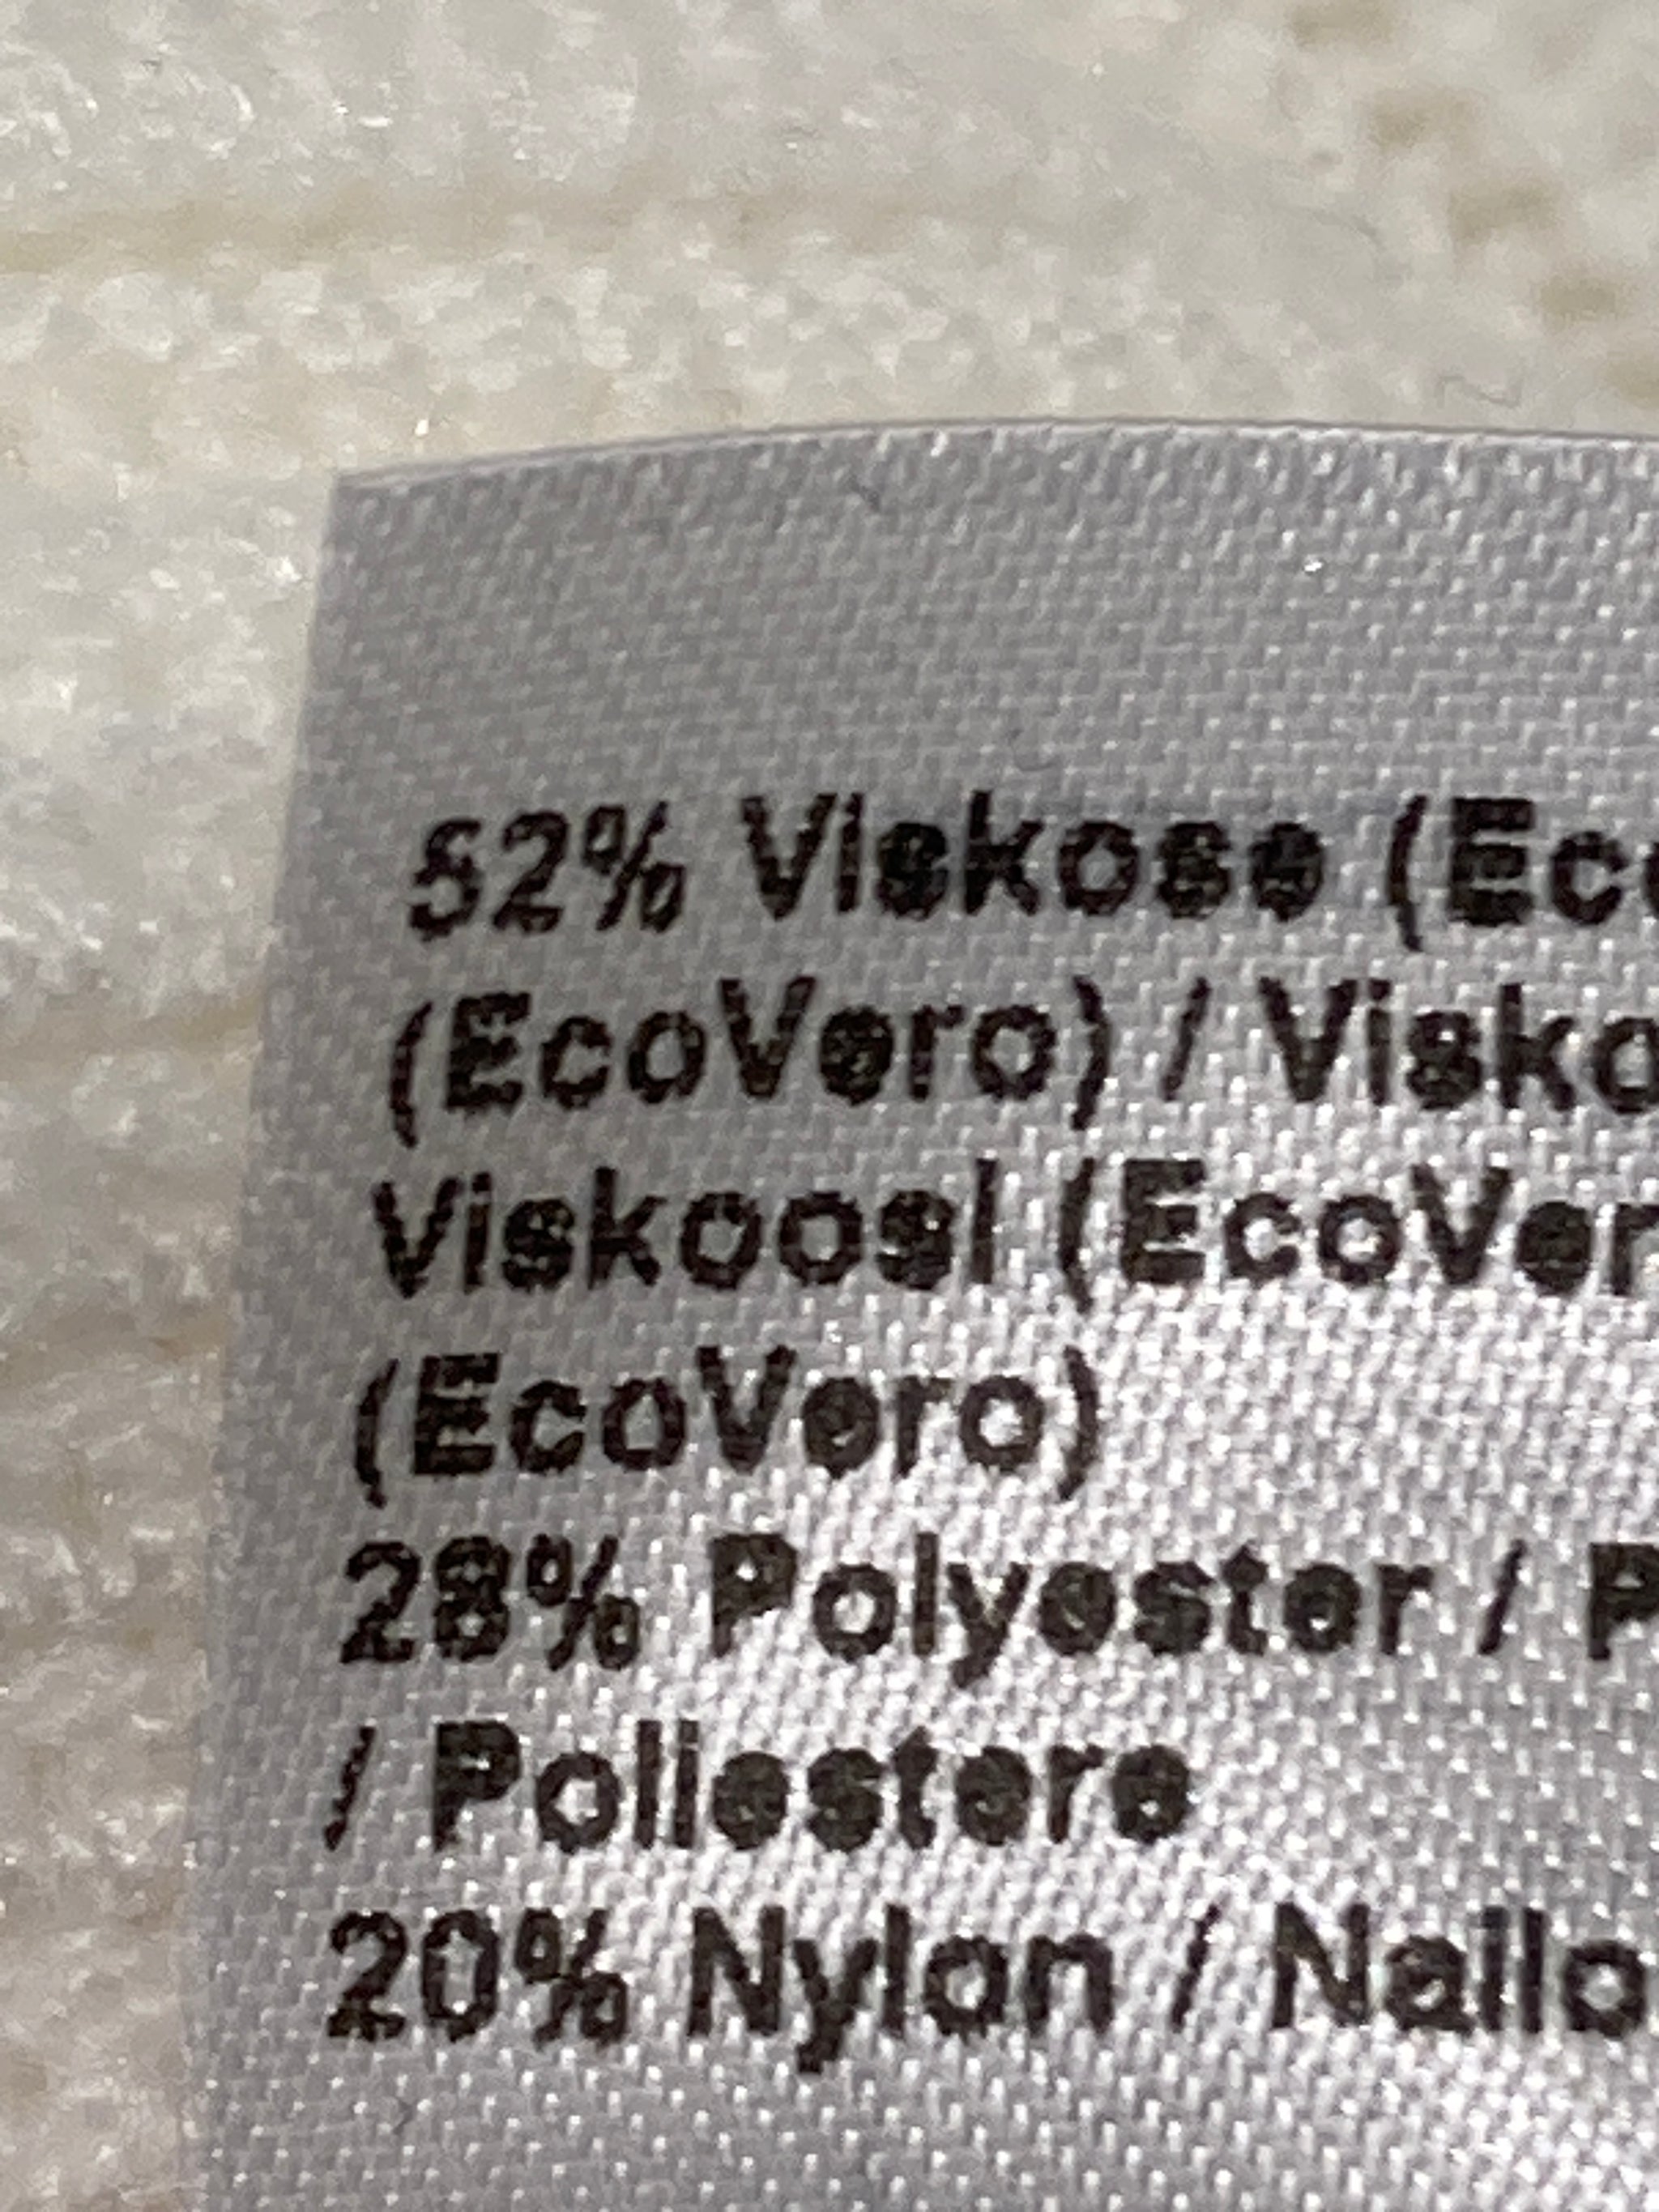 52% Viskose (Eco
(EcoVero) / Visko
Viskoosi (EcoVer
(EcoVero)
28% Polyester / P
/ Poliestere
20% Nylon / Nailo